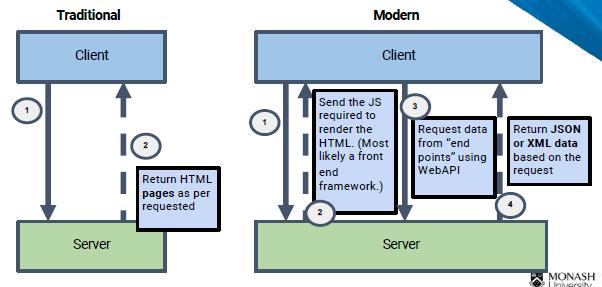 Traditional
Client
1
2
Return HTML
pages as per
requested
Server
Modern
Client
1
Send the JS
required to
render the
HTML. (Most
likely a front
end
framework.)
2
3
Request data
from “end
points” using
WebAPI
Return JSON
or XML data
based on the
request
4
Server
MONASH
University